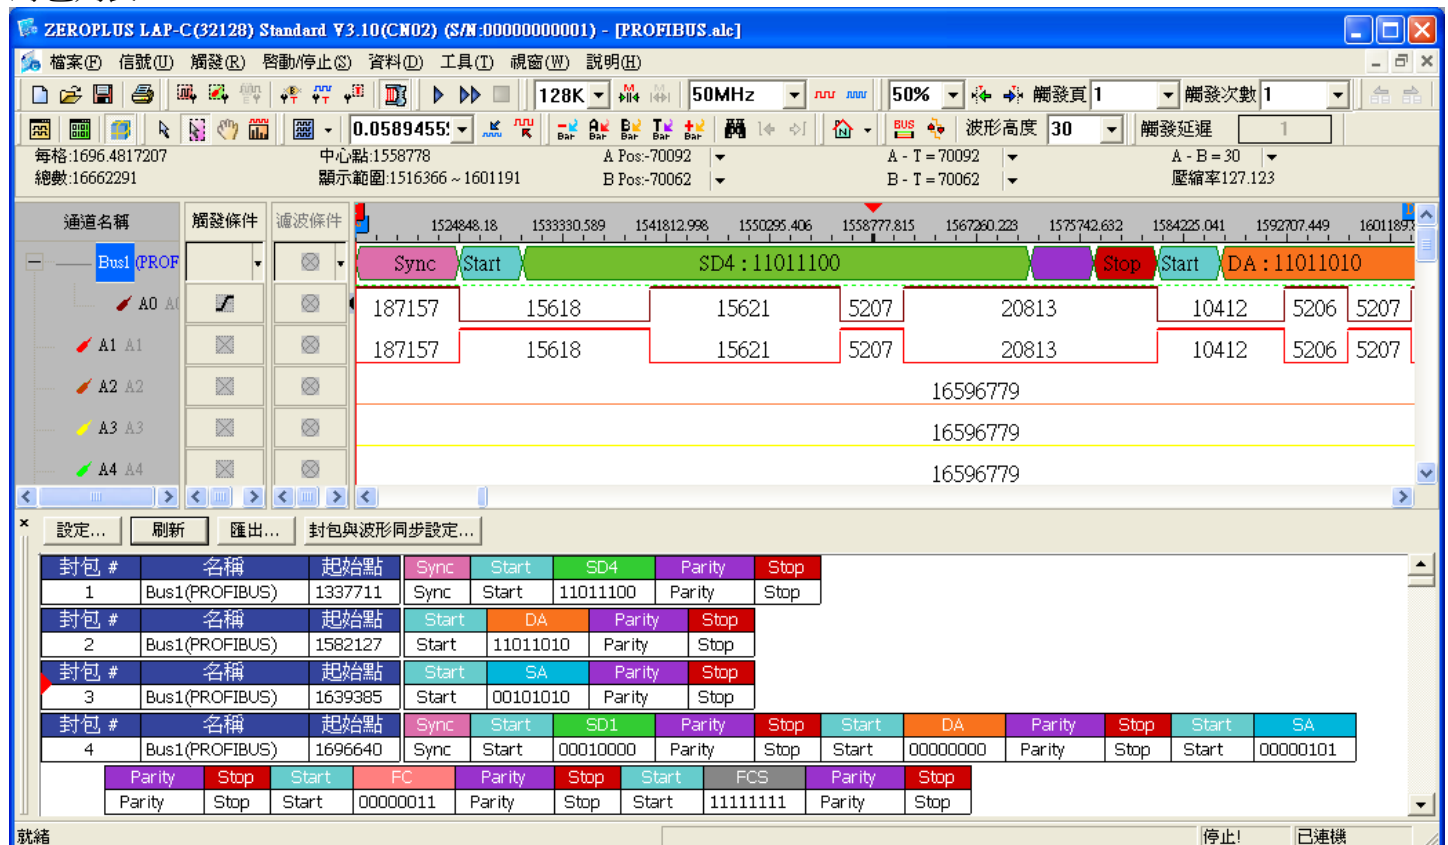 ZEROPLUS LAP-C(32128) Standard V3.10(CN02) (S/N:00000000001) - [PROFIBUS.alc]
檔案(F) 信號(U) 觸發(R) 啓動/停止(S) 資料(D) 工具(T) 視窗(W) 說明(H)
128K 50MHz 50% 觸發頁 1 觸發次數 1
0.0589455 Bar Bar Bar Bar Bar BUS 波形高度 30 觸發延遲 1
每格:1696.4817207 中心點:1558778 A Pos:-70092 A - T = 70092 A - B = 30
總數:16662291 顯示範圍:1516366 ~ 1601191 B Pos:-70062 B - T = 70062 壓縮率127.123
通道名稱 觸發條件 濾波條件 1524848.18 1533330.589 1541812.998 1550295.406 1558777.815 1567260.223 1575742.632 1584225.041 1592707.449 1601189.
Bus1 (PROF Sync Start SD4 : 11011100 Stop Start DA : 11011010
A0 187157 15618 15621 5207 20813 10412 5206 5207
A1 A1 187157 15618 15621 5207 20813 10412 5206 5207
A2 A2 16596779
A3 A3 16596779
A4 A4 16596779
設定... 刷新 匯出... 封包與波形同步設定...
封包 # 名稱 起始點 Sync Start SD4 Parity Stop
1 Bus1(PROFIBUS) 1337711 Sync Start 11011100 Parity Stop
封包 # 名稱 起始點 Start DA Parity Stop
2 Bus1(PROFIBUS) 1582127 Start 11011010 Parity Stop
封包 # 名稱 起始點 Start SA Parity Stop
3 Bus1(PROFIBUS) 1639385 Start 00101010 Parity Stop
封包 # 名稱 起始點 Sync Start SD1 Parity Stop Start DA Parity Stop Start SA
4 Bus1(PROFIBUS) 1696640 Sync Start 00010000 Parity Stop Start 00000000 Parity Stop Start 00000101
Parity Stop Start FC Parity Stop Start FCS Parity Stop
Parity Stop Start 00000011 Parity Stop Start 11111111 Parity Stop
就緒 停止! 已連機